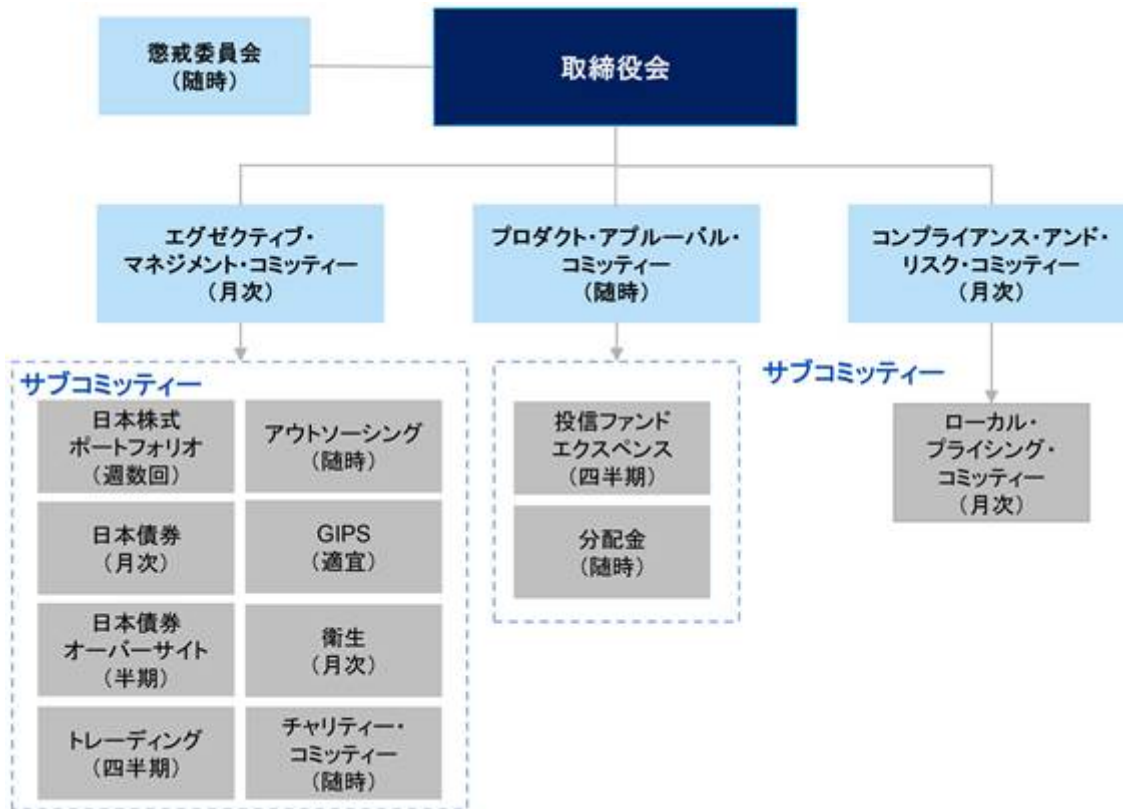 懲戒委員会
（随時）
取締役会
エグゼクティブ・
マネジメント・コミッティー
（月次）
プロダクト・アプルーバル・
コミッティー
（随時）
コンプライアンス・アンド・
リスク・コミッティー
（月次）
サブコミッティー
日本株式
ポートフォリオ
（週数回）
アウトソーシング
（随時）
日本債券
（月次）
GIPS
（適宜）
日本債券
オーバーサイト
（半期）
衛生
（月次）
トレーディング
（四半期）
チャリティー・
コミッティー
（随時）
投信ファンド
エクスペンス
（四半期）
分配金
（随時）
サブコミッティー
ローカル・
プライシング・
コミッティー
（月次）